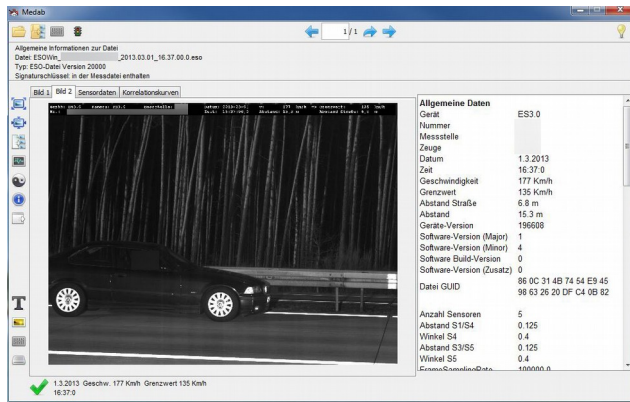 Medab
1/ 1
Allgemeine Informationen zur Datei
Datei: ESOWin_ _2013.03.01_16.37.00.0.eso
Typ: ESO-Datei Version 20000
Signaturschlüssel: in der Messdatei enthalten
Bild 1 Bild 2 Sensordaten Korrelationskurven
Allgemeine Daten
Gerät ES3.0
Nummer
Messstelle
Zeuge
Datum 1.3.2013
Zeit 16:37:0
Geschwindigkeit 177 Km/h
Grenzwert 135 Km/h
Abstand Straße 6.8 m
Abstand 15.3 m
Geräte-Version 196608
Software-Version (Major) 1
Software-Version (Minor) 4
Software Build-Version 0
Software-Version (Zusatz) 0
Datei GUID 86 0C 31 4B 74 54 E9 45
98 63 26 20 DF C4 0B 82
Anzahl Sensoren 5
Abstand S1/S4 0.125
Winkel S4 0.4
Abstand S3/S5 0.125
Winkel S5 0.4
FrameSamplingRate 100000.0
T
1.3.2013 Geschw. 177 Km/h Grenzwert 135 Km/h
16:37:0